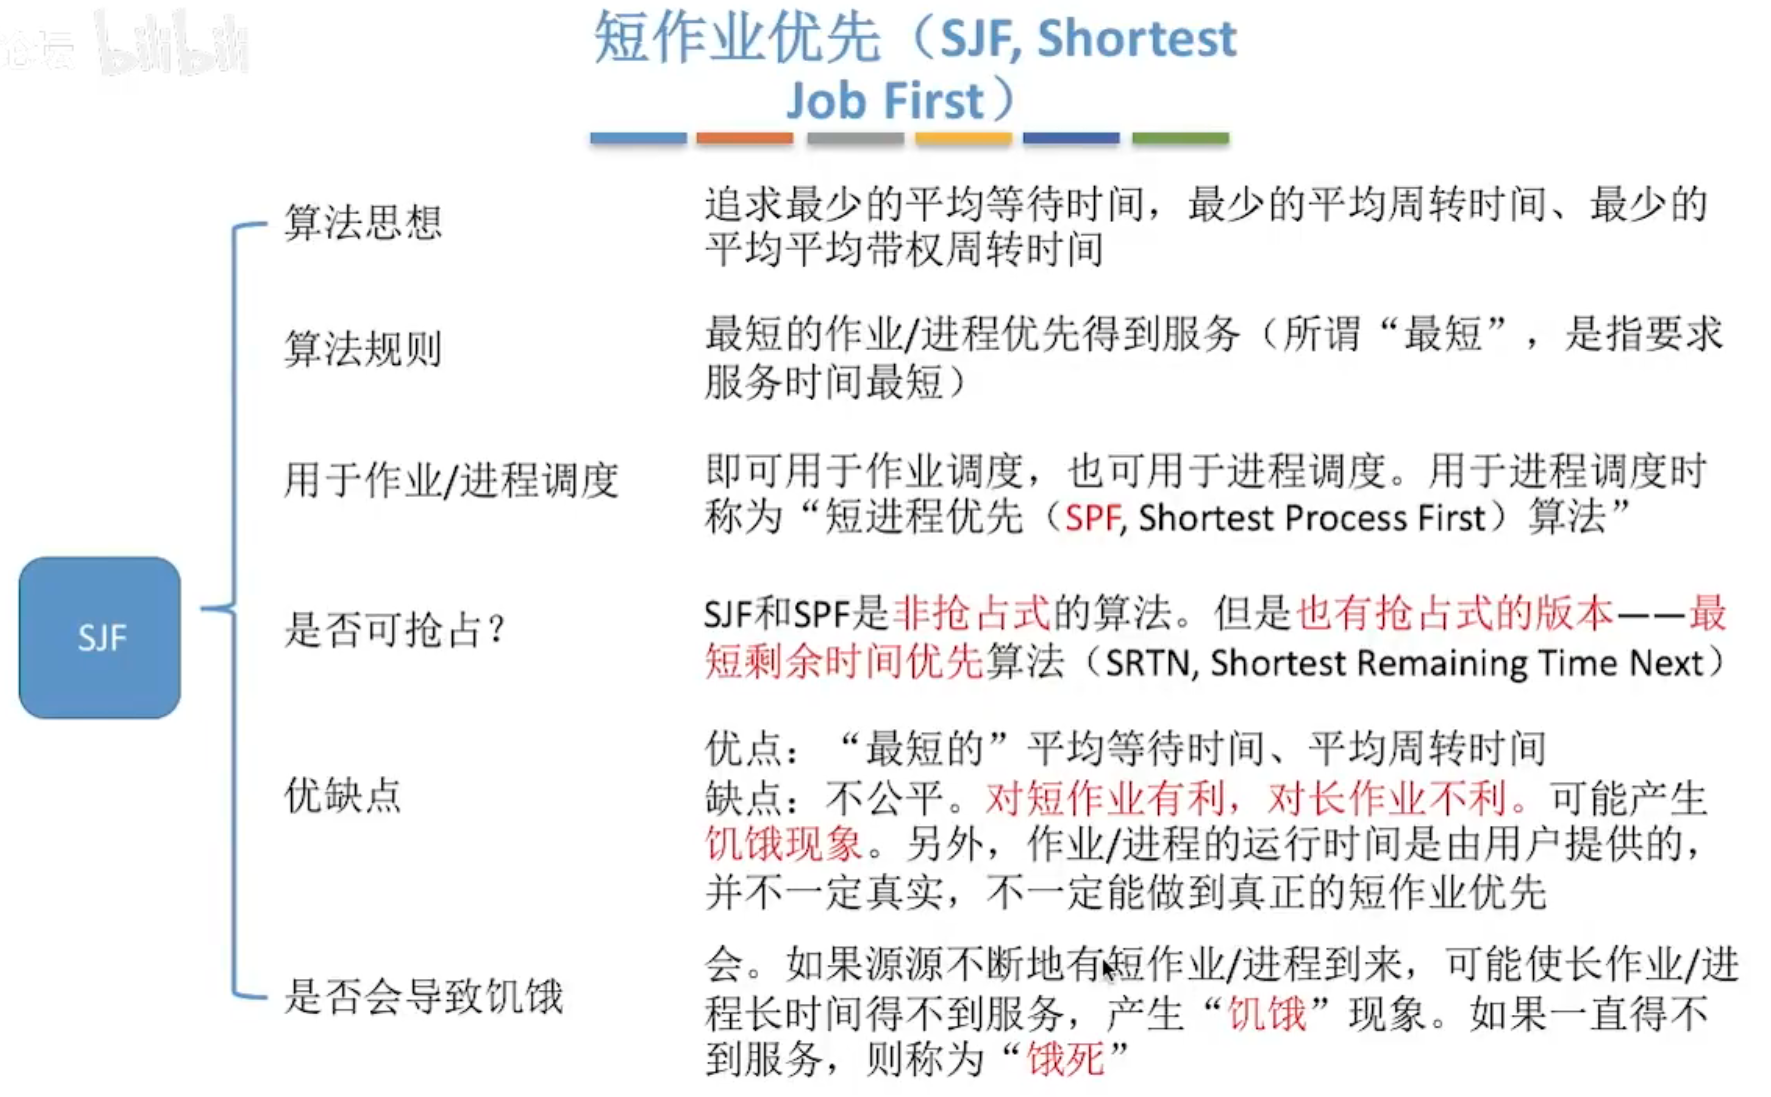 论坛 bilibili
短作业优先（SJF, Shortest
Job First）
算法思想
追求最少的平均等待时间，最少的平均周转时间、最少的
平均平均带权周转时间
算法规则
最短的作业/进程优先得到服务（所谓“最短”，是指要求
服务时间最短）
用于作业/进程调度
即可用于作业调度，也可用于进程调度。用于进程调度时
称为“短进程优先（SPF, Shortest Process First）算法”
SJF
是否可抢占？
SJF和SPF是非抢占式的算法。但是也有抢占式的版本——最
短剩余时间优先算法（SRTN, Shortest Remaining Time Next）
优缺点
优点：“最短的”平均等待时间、平均周转时间
缺点：不公平。对短作业有利，对长作业不利。可能产生
饥饿现象。另外，作业/进程的运行时间是由用户提供的，
并不一定真实，不一定能做到真正的短作业优先
是否会导致饥饿
会。如果源源不断地有短作业/进程到来，可能使长作业/进
程长时间得不到服务，产生“饥饿”现象。如果一直得不
到服务，则称为“饿死”